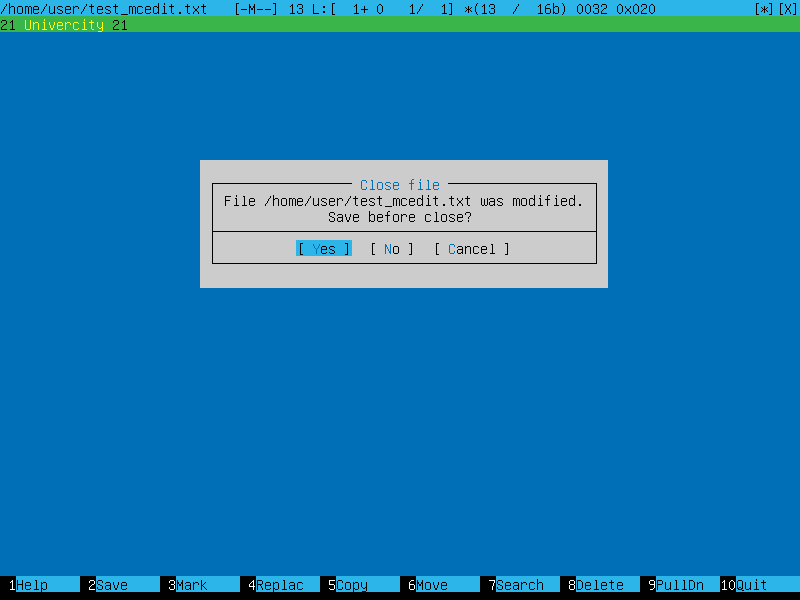 /home/user/test_mcedit.txt   [-M--] 13 L:[  1+ 0   1/  1] *(13  /  16b) 0032 0x020            [*][X]
21 Univercity 21
Close file
File /home/user/test_mcedit.txt was modified.
Save before close?
[ Yes ]  [ No ]  [ Cancel ]
1Help  2Save  3Mark  4Replac  5Copy  6Move  7Search  8Delete  9PullDn  10Quit